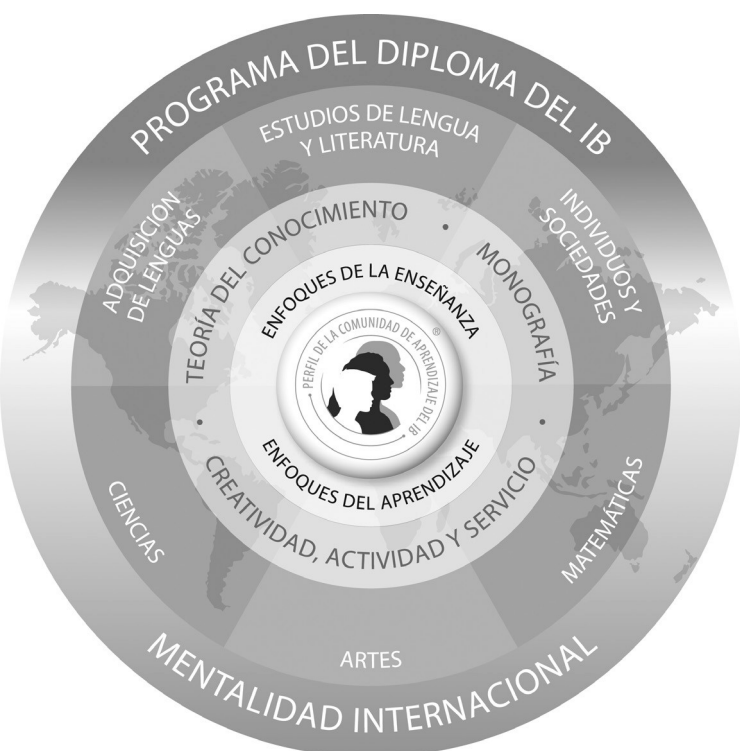 PROGRAMA DEL DIPLOMA DEL IB
ESTUDIOS DE LENGUA
Y LITERATURA
ADQUISICIÓN
DE LENGUAS
INDIVIDUOS Y
SOCIEDADES
TEORÍA DEL CONOCIMIENTO
MONOGRAFÍA
ENFOQUES DE LA ENSEÑANZA
PERFIL DE LA COMUNIDAD DE APRENDIZAJE DEL IB
®
ENFOQUES DEL APRENDIZAJE
CREATIVIDAD, ACTIVIDAD Y SERVICIO
CIENCIAS
MATEMÁTICAS
ARTES
MENTALIDAD INTERNACIONAL